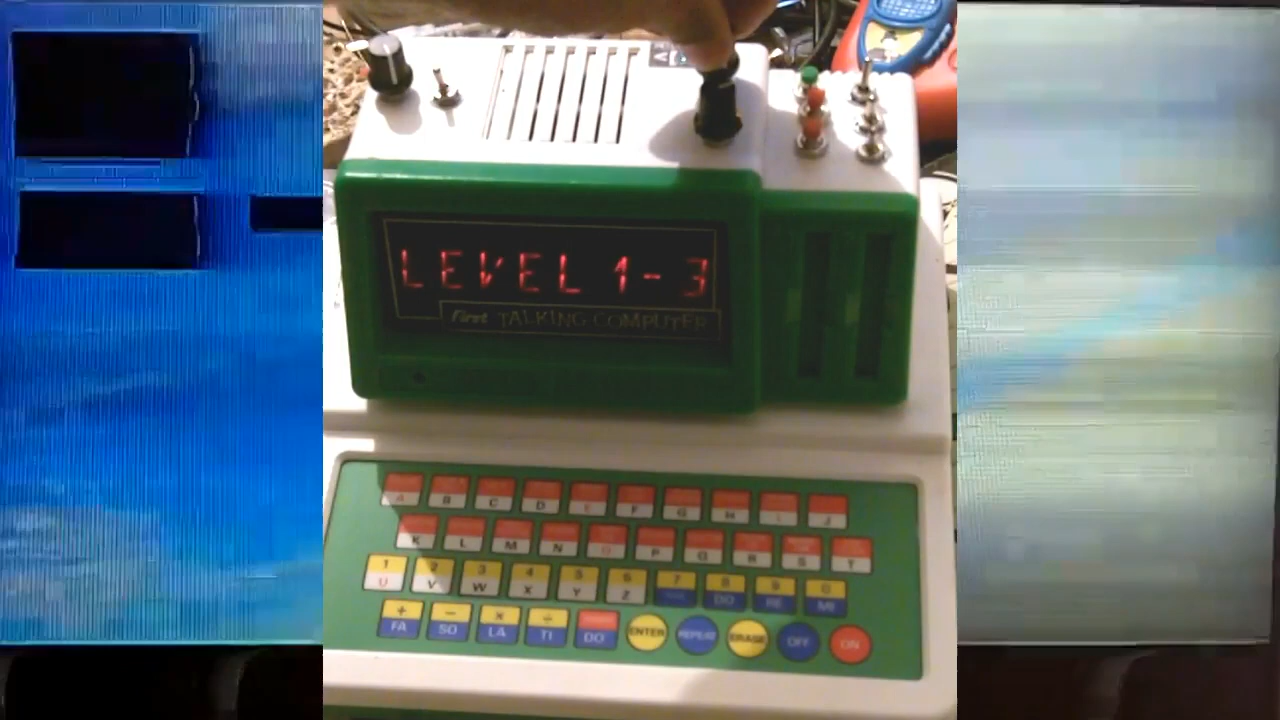 LEVEL 1-3
First TALKING COMPUTER
A B C D E F G H I J
K L M N O P Q R S T
1 2 3 4 5 6 7 8 9 0
U V W X Y Z DO RE MI
+ - × ÷
FA SO LA TI DO ENTER REPEAT ERASE OFF ON